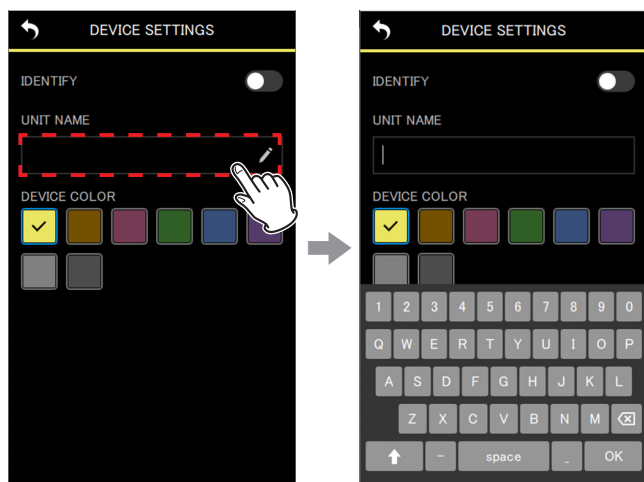 DEVICE SETTINGS
IDENTIFY
UNIT NAME
DEVICE COLOR
DEVICE SETTINGS
IDENTIFY
UNIT NAME
DEVICE COLOR
1 2 3 4 5 6 7 8 9 0
Q W E R T Y U I O P
A S D F G H J K L
Z X C V B N M
- space _ OK